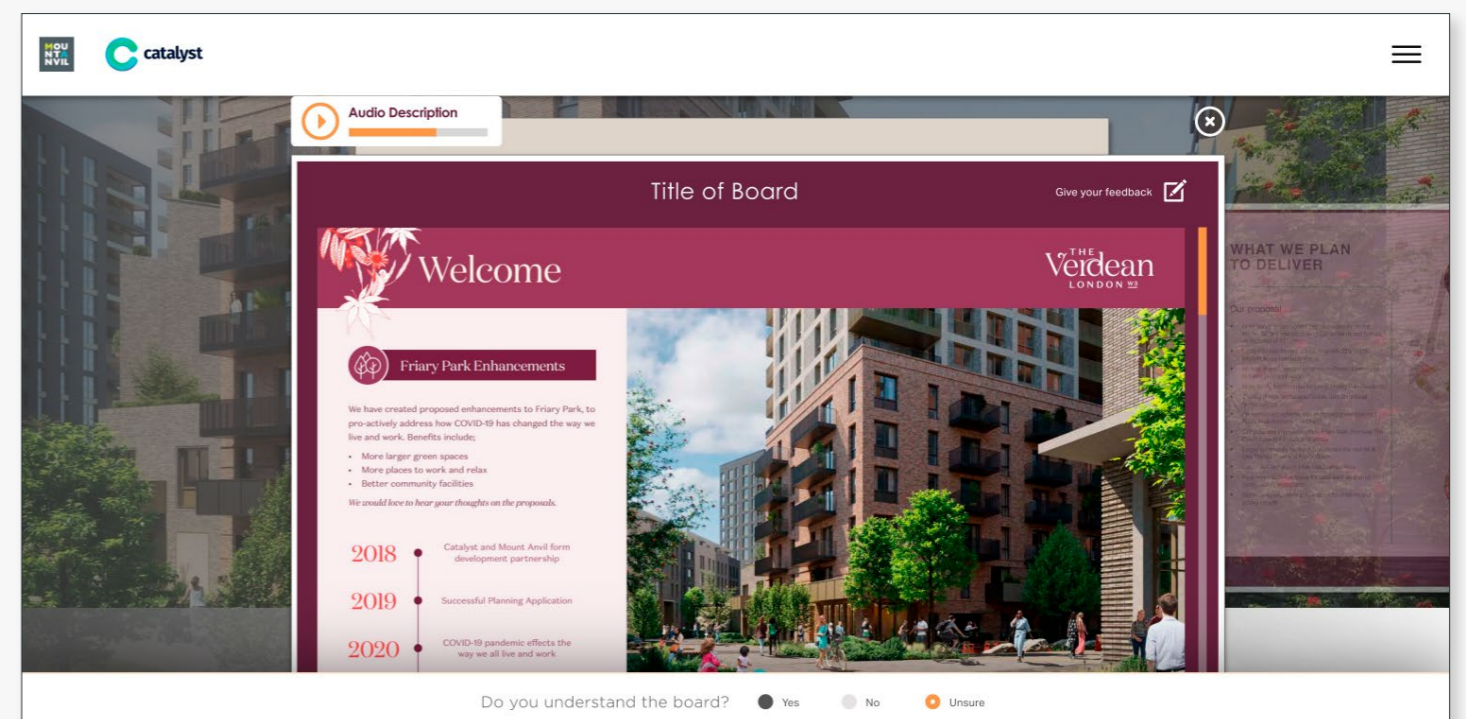 MOU
NTA
NVIL
catalyst
Audio Description
Title of Board
Give your feedback
Welcome
THE
Verdean
LONDON W3
Friary Park Enhancements
We have created proposed enhancements to Friary Park, to
pro-actively address how COVID-19 has changed the way we
live and work. Benefits include;
• More larger green spaces
• More places to work and relax
• Better community facilities
We would love to hear your thoughts on the proposals.
2018
Catalyst and Mount Anvil form
development partnership
2019
Successful Planning Application
2020
COVID-19 pandemic effects the
way we all live and work
WHAT WE PLAN
TO DELIVER
Our proposal
Do you understand the board?
Yes
No
Unsure